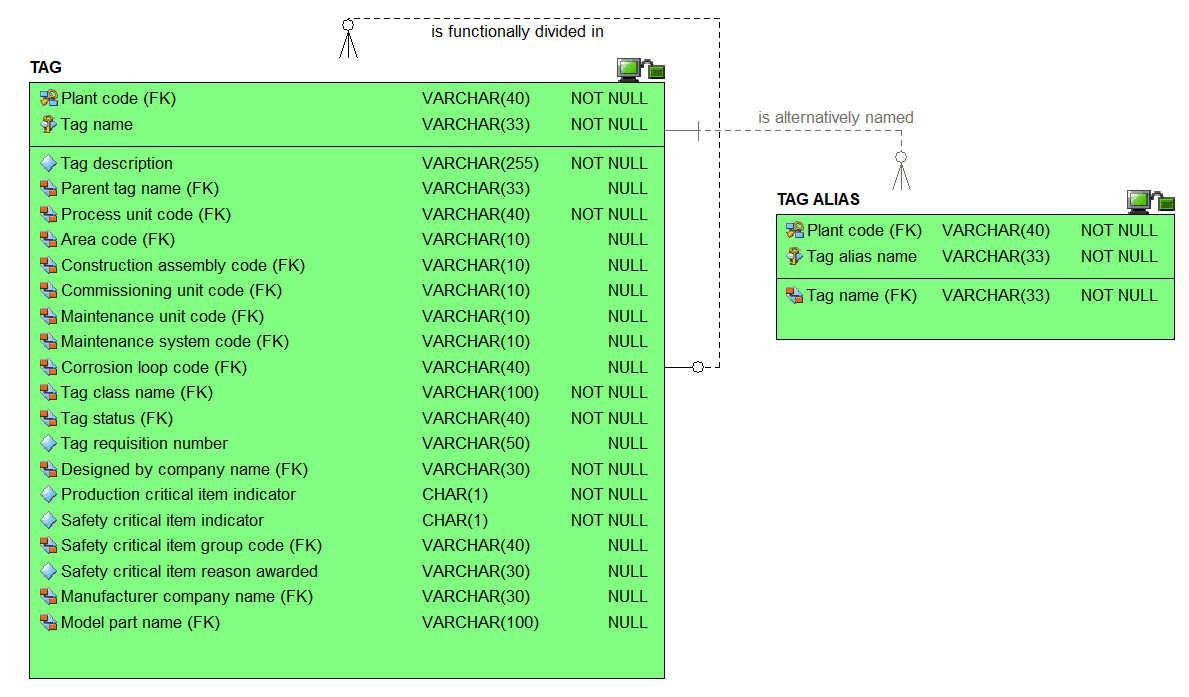 is functionally divided in
TAG
Plant code (FK) VARCHAR(40) NOT NULL
Tag name VARCHAR(33) NOT NULL
Tag description VARCHAR(255) NOT NULL
Parent tag name (FK) VARCHAR(33) NULL
Process unit code (FK) VARCHAR(40) NOT NULL
Area code (FK) VARCHAR(10) NULL
Construction assembly code (FK) VARCHAR(10) NULL
Commissioning unit code (FK) VARCHAR(10) NULL
Maintenance unit code (FK) VARCHAR(10) NULL
Maintenance system code (FK) VARCHAR(10) NULL
Corrosion loop code (FK) VARCHAR(40) NULL
Tag class name (FK) VARCHAR(100) NOT NULL
Tag status (FK) VARCHAR(40) NOT NULL
Tag requisition number VARCHAR(50) NULL
Designed by company name (FK) VARCHAR(30) NOT NULL
Production critical item indicator CHAR(1) NOT NULL
Safety critical item indicator CHAR(1) NOT NULL
Safety critical item group code (FK) VARCHAR(40) NULL
Safety critical item reason awarded VARCHAR(30) NULL
Manufacturer company name (FK) VARCHAR(30) NULL
Model part name (FK) VARCHAR(100) NULL
is alternatively named
TAG ALIAS
Plant code (FK) VARCHAR(40) NOT NULL
Tag alias name VARCHAR(33) NOT NULL
Tag name (FK) VARCHAR(33) NOT NULL